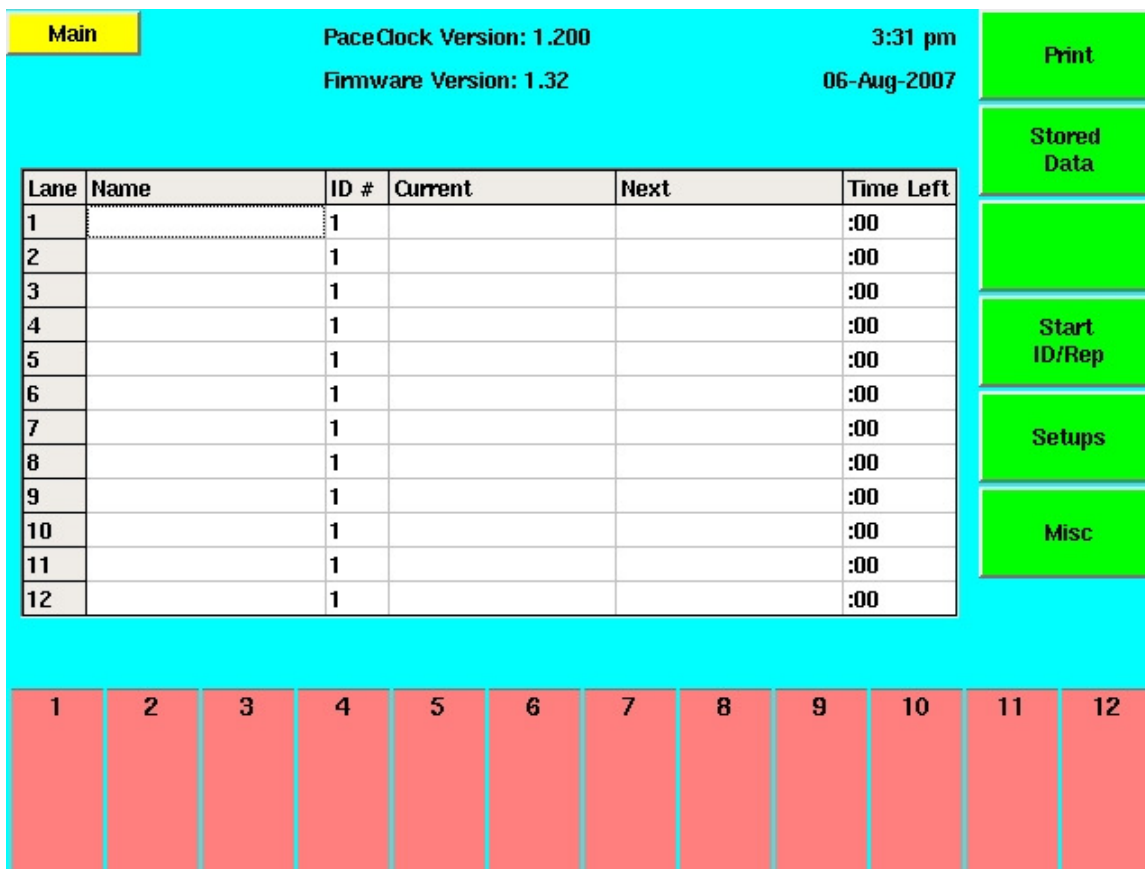 Main
PaceClock Version: 1.200
3:31 pm
Firmware Version: 1.32
06-Aug-2007
Print
Stored
Data
Start
ID/Rep
Setups
Misc
Lane Name ID # Current Next Time Left
1 1 :00
2 1 :00
3 1 :00
4 1 :00
5 1 :00
6 1 :00
7 1 :00
8 1 :00
9 1 :00
10 1 :00
11 1 :00
12 1 :00
1 2 3 4 5 6 7 8 9 10 11 12